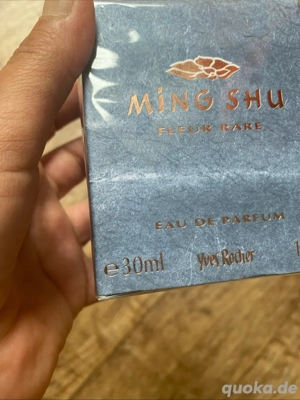 MING SHU
FLEUR RARE
EAU DE PARFUM
℮30ml Yves Rocher
quoka.de